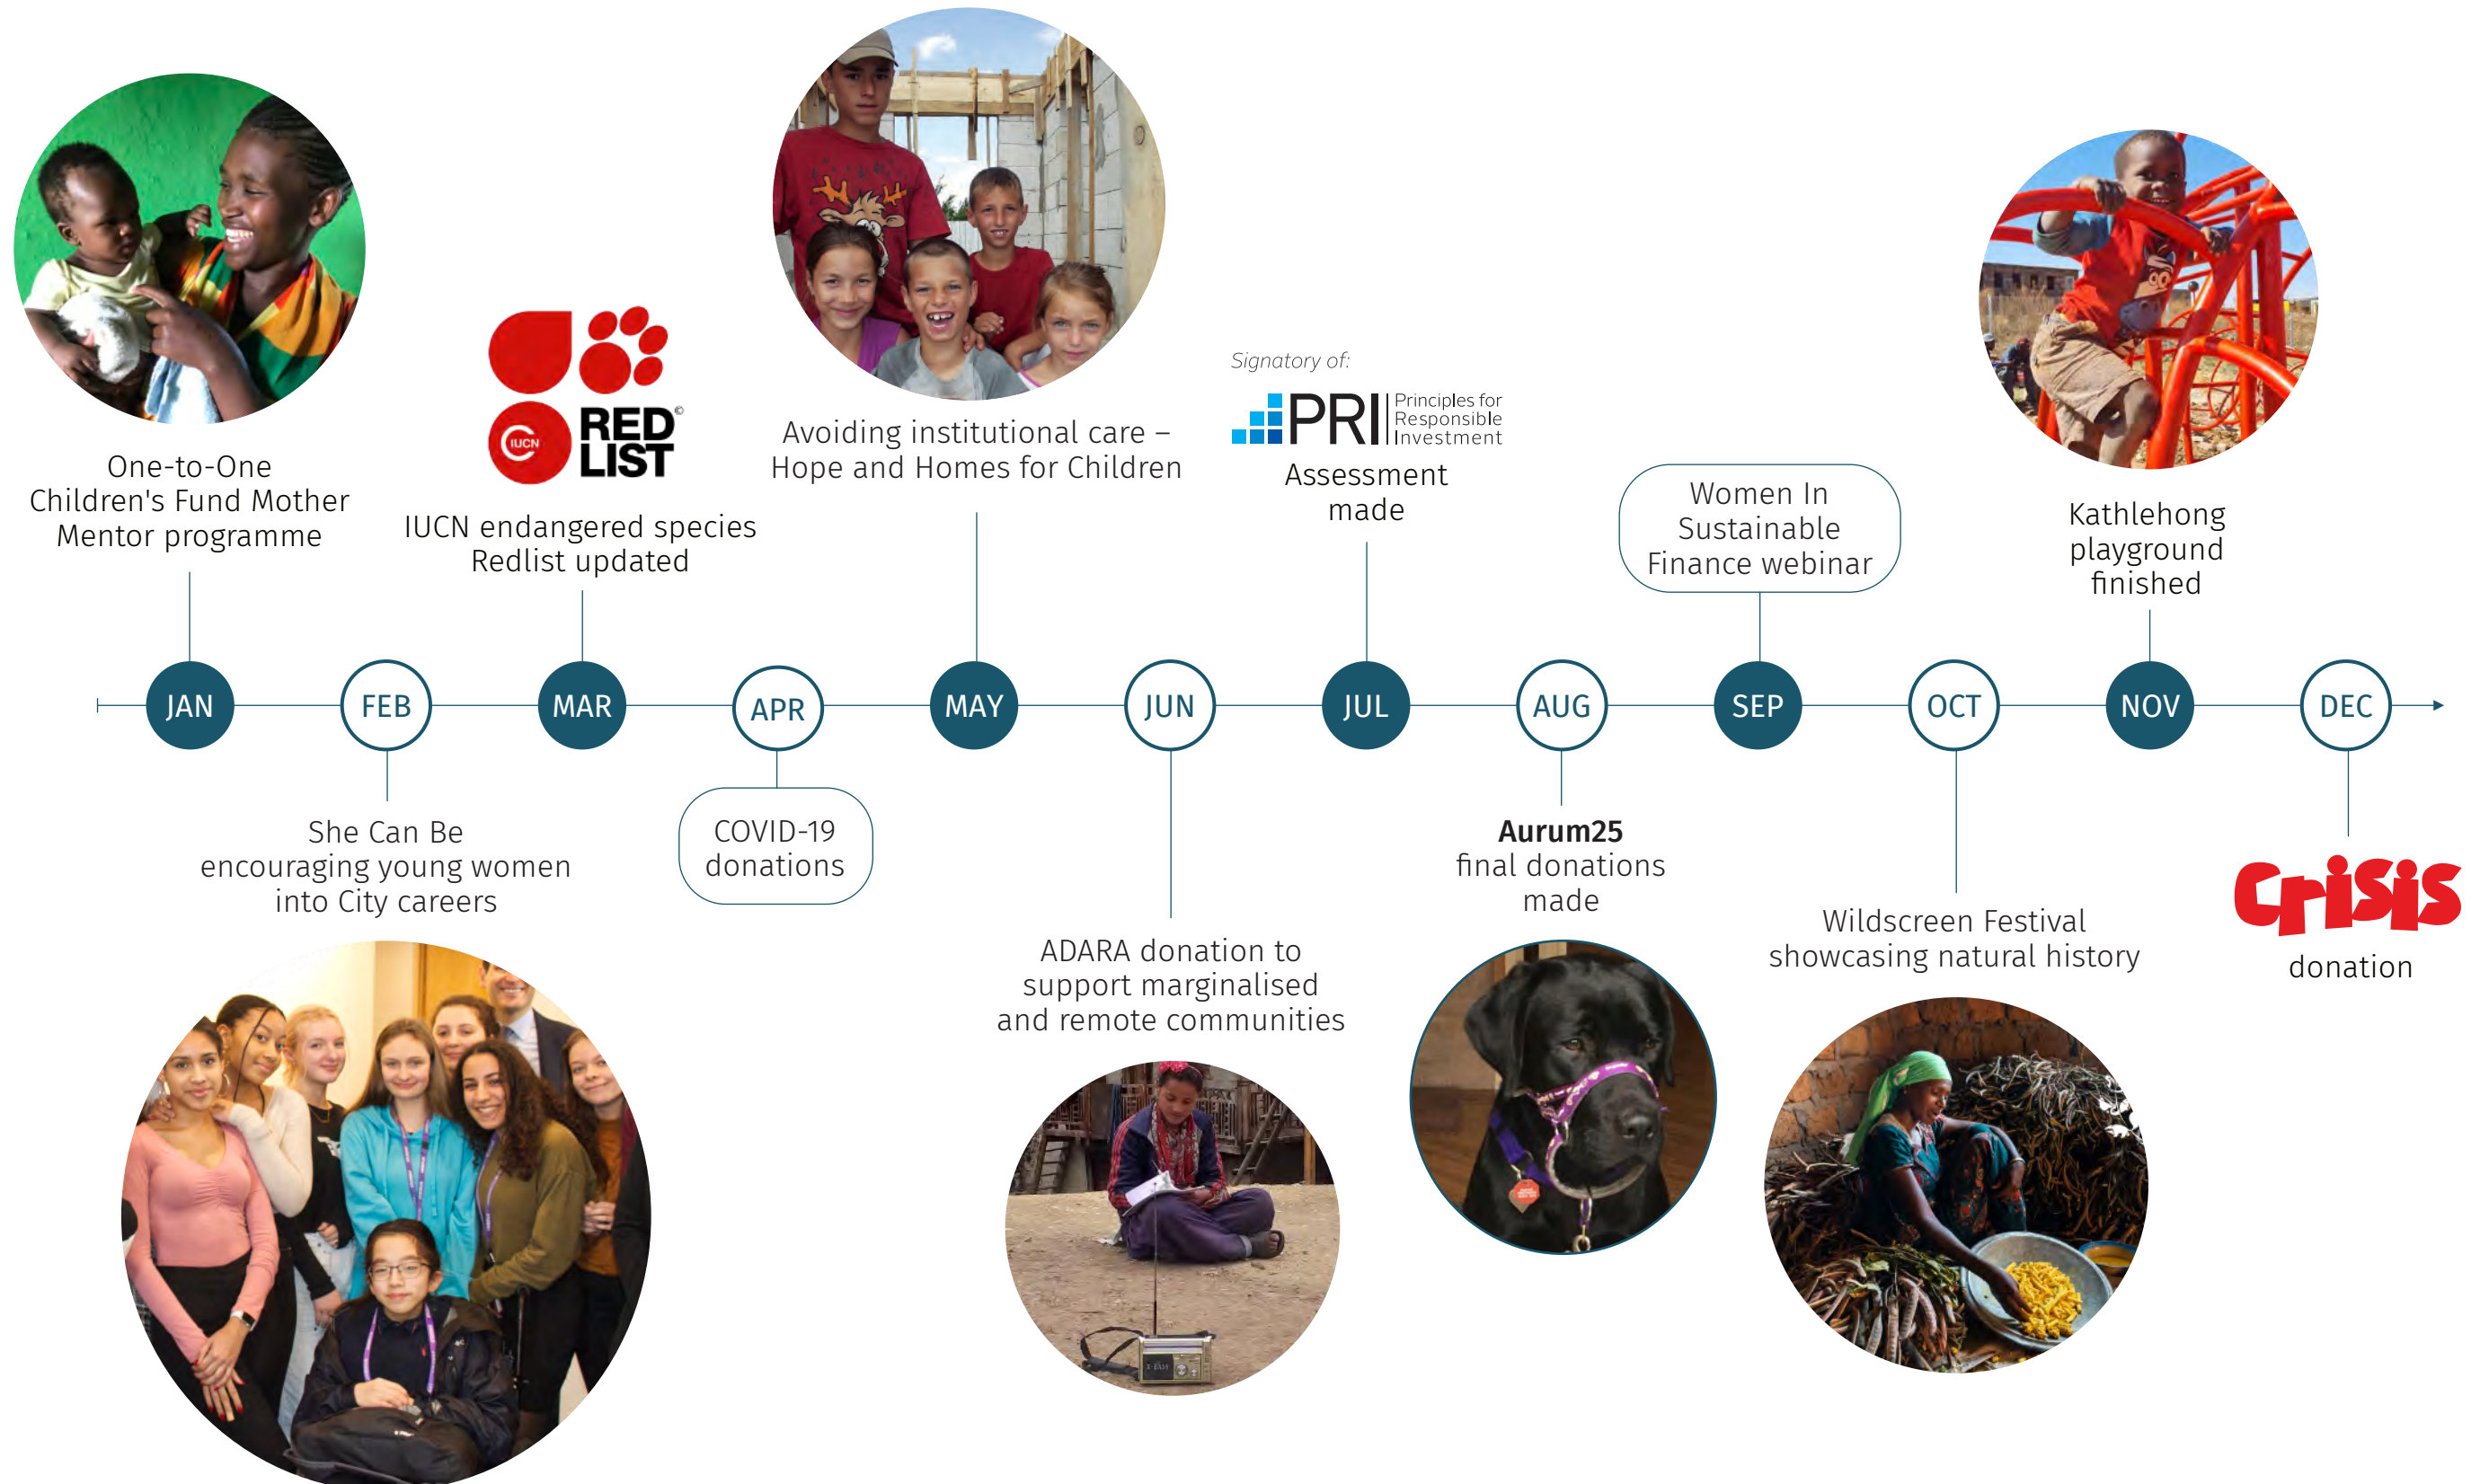 One-to-One
Children's Fund Mother
Mentor programme
IUCN
RED
LIST
IUCN endangered species
Redlist updated
Avoiding institutional care –
Hope and Homes for Children
Signatory of:
PRI
Principles for
Responsible
Investment
Assessment
made
Women In
Sustainable
Finance webinar
Kathlehong
playground
finished
JAN
FEB
MAR
APR
MAY
JUN
JUL
AUG
SEP
OCT
NOV
DEC
She Can Be
encouraging young women
into City careers
COVID-19
donations
ADARA donation to
support marginalised
and remote communities
Aurum25
final donations
made
Wildscreen Festival
showcasing natural history
Crisis
donation